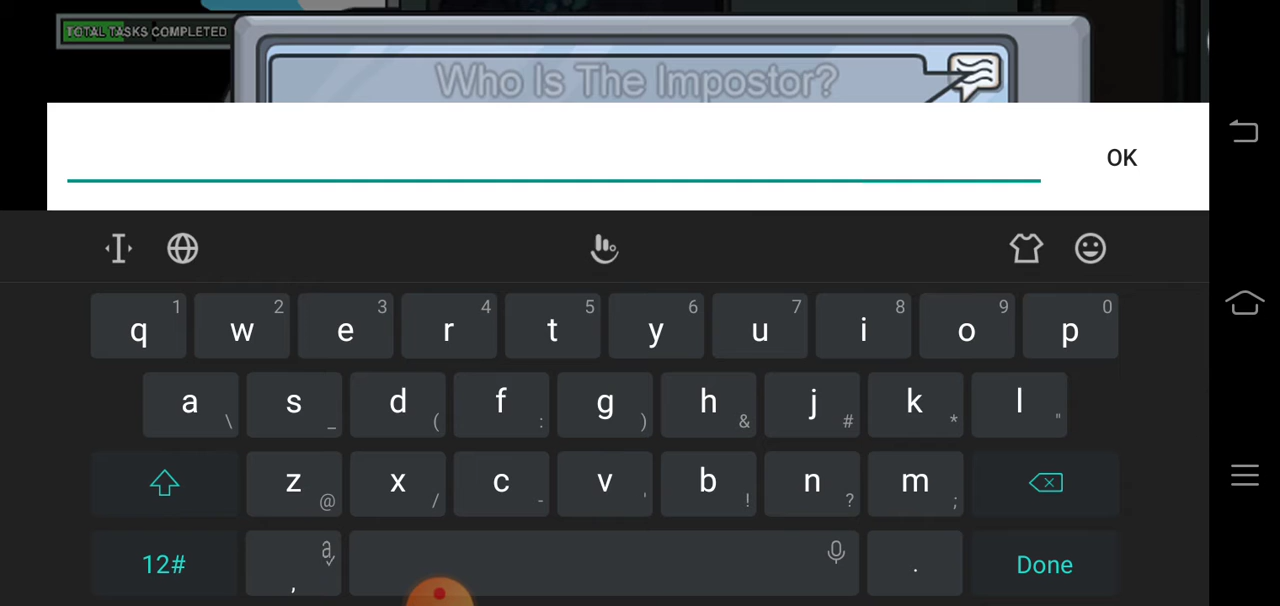 TOTAL TASKS COMPLETED
Who Is The Impostor?
OK
1 2 3 4 5 6 7 8 9 0
q w e r t y u i o p
a s d f g h j k l
\ _ ( : ) & # * "
z x c v b n m
@ / - ' ! ? ;
12# , . Done